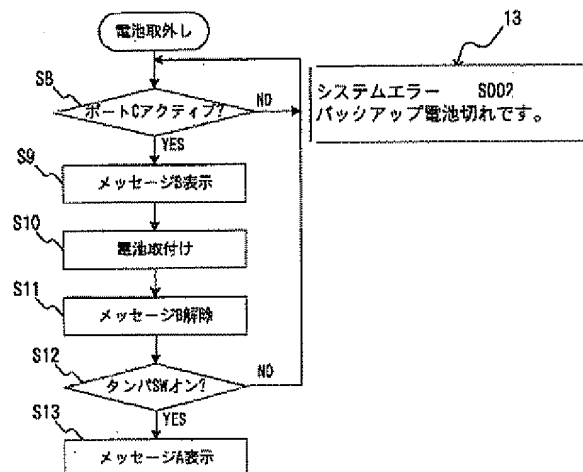 電池取外し
S8
ポートCアクティブ?
NO
YES
S9
メッセージB表示
S10
電池取付け
S11
メッセージB解除
S12
タンパSWオン?
NO
YES
S13
メッセージA表示
13
システムエラー S002
バッシアップ電池切れです。